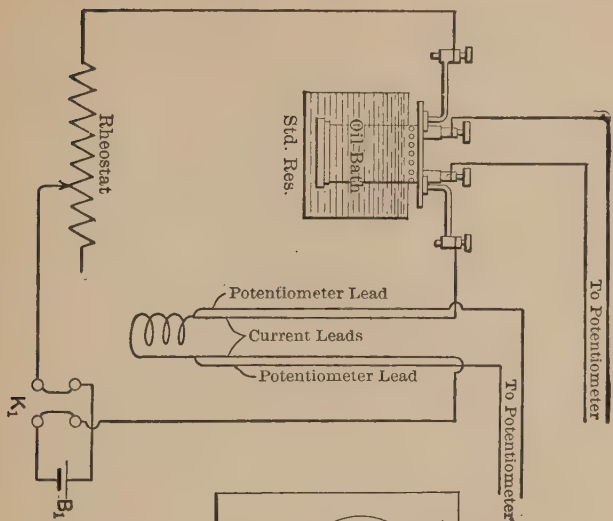 Rheostat
Std. Res.
Oil-Bath
To Potentiometer
Potentiometer Lead
Current Leads
Potentiometer Lead
To Potentiometer
K1
B1